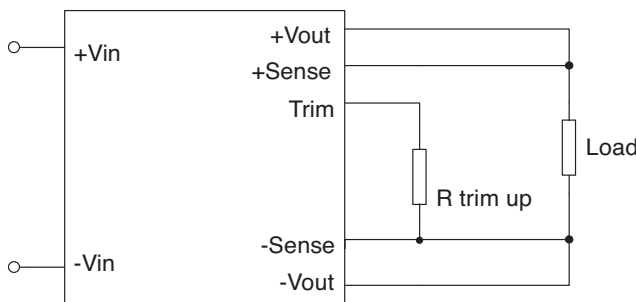 +Vin
+Vout
+Sense
Trim
Load
R trim up
-Sense
-Vin
-Vout